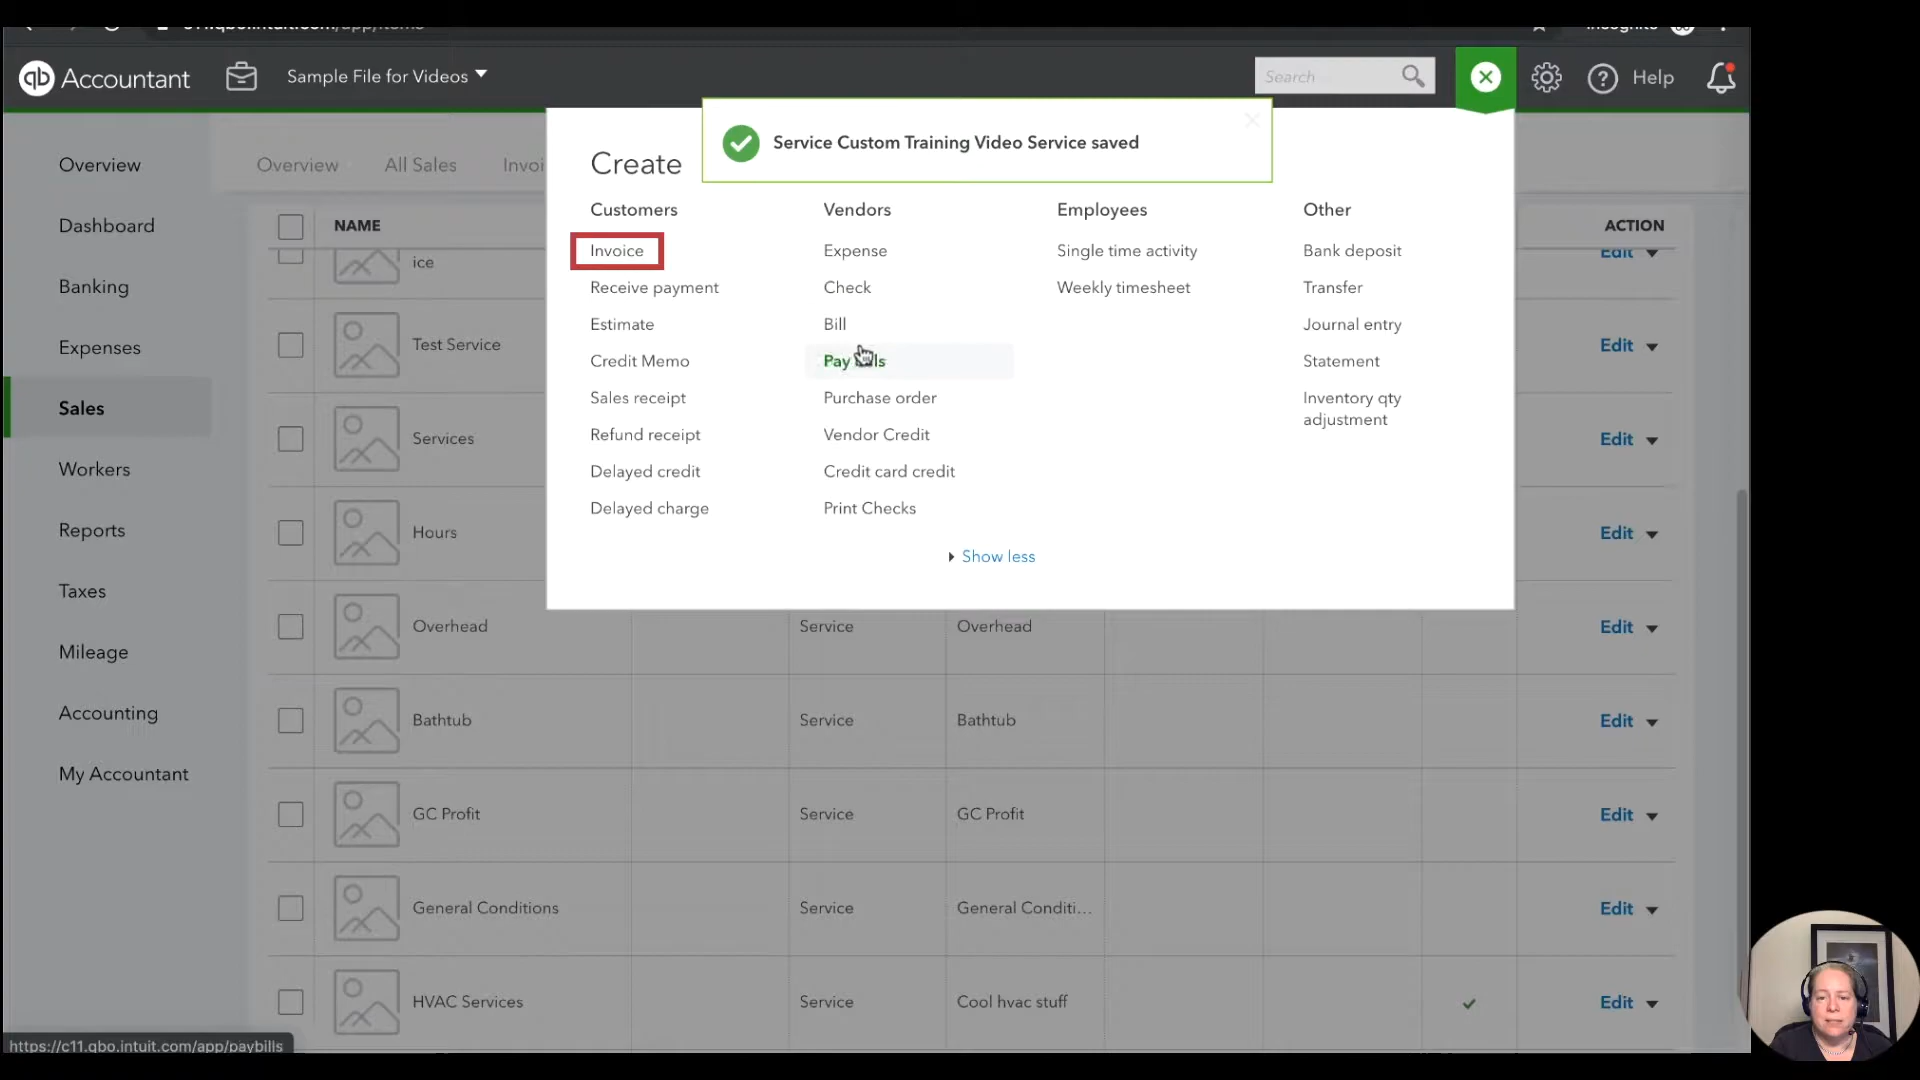 Accountant
Sample File for Videos
Search
Help
Service Custom Training Video Service saved
Overview
Dashboard
Banking
Expenses
Sales
Workers
Reports
Taxes
Mileage
Accounting
My Accountant
Overview
All Sales
Create
Customers
Invoice
Receive payment
Estimate
Credit Memo
Sales receipt
Refund receipt
Delayed credit
Delayed charge
Vendors
Expense
Check
Bill
Pay
Purchase order
Vendor Credit
Credit card credit
Print Checks
Employees
Single time activity
Weekly timesheet
Other
Bank deposit
Transfer
Journal entry
Statement
Inventory qty
adjustment
Show less
NAME
ACTION
ice
Edit
Test Service
Edit
Services
Edit
Hours
Edit
Overhead Service Overhead Edit
Bathtub Service Bathtub Edit
GC Profit Service GC Profit Edit
General Conditions Service General Conditi... Edit
HVAC Services Service Cool hvac stuff Edit
https://c11.qbo.intuit.com/app/paybills